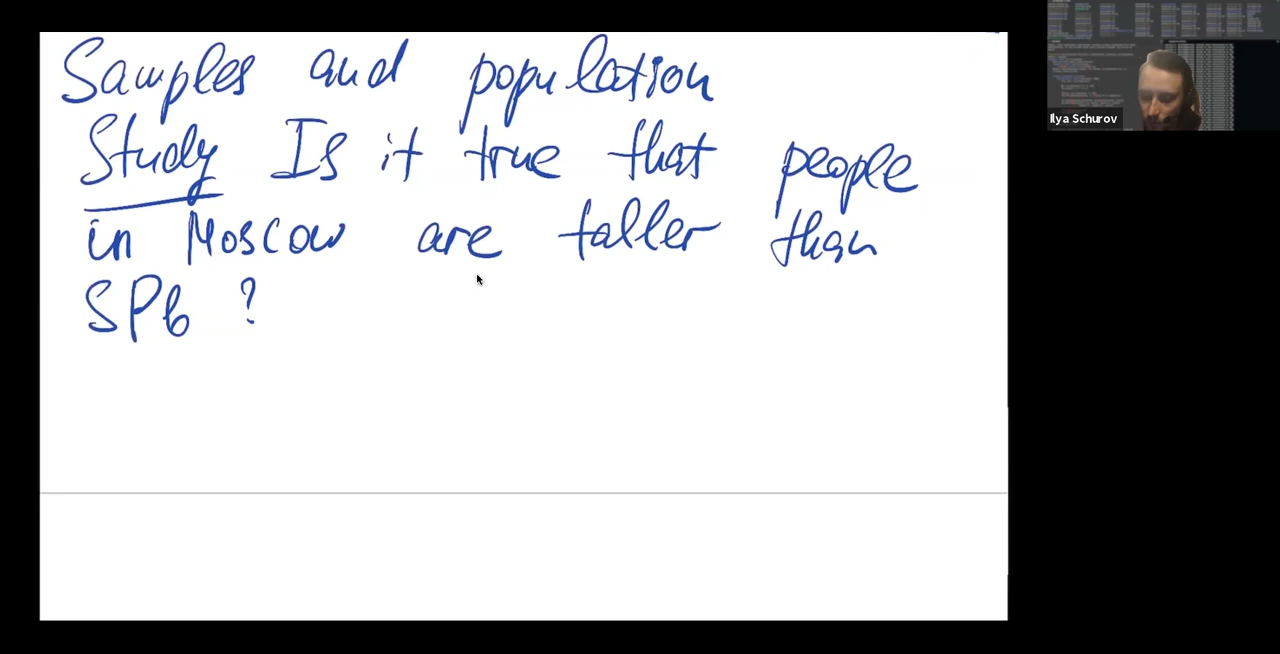 Samples and population
Study Is it true that people
in Moscow are taller than
SPb ?
Ilya Schurov